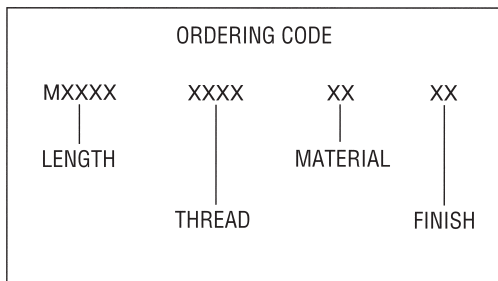 ORDERING CODE
MXXXX XXXX XX XX
LENGTH MATERIAL
THREAD FINISH